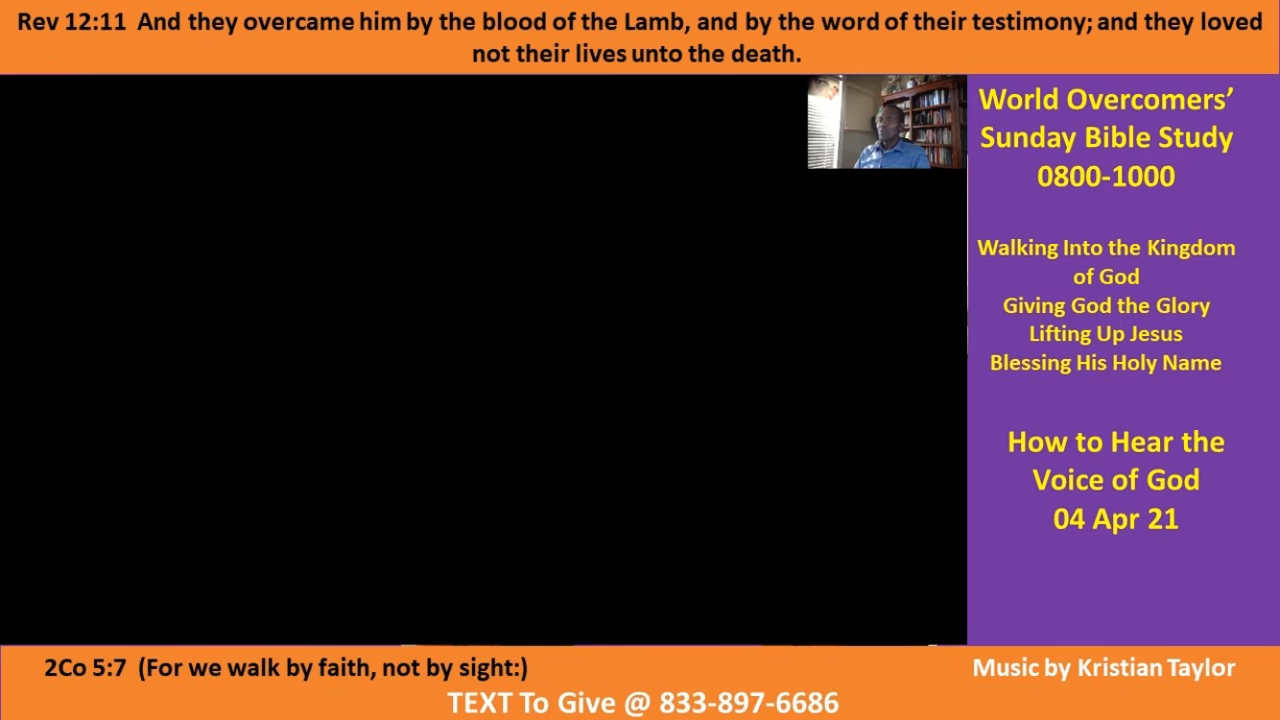 Rev 12:11 And they overcame him by the blood of the Lamb, and by the word of their testimony; and they loved
not their lives unto the death.
World Overcomers’
Sunday Bible Study
0800-1000
Walking Into the Kingdom
of God
Giving God the Glory
Lifting Up Jesus
Blessing His Holy Name
How to Hear the
Voice of God
04 Apr 21
2Co 5:7 (For we walk by faith, not by sight:)
Music by Kristian Taylor
TEXT To Give @ 833-897-6686